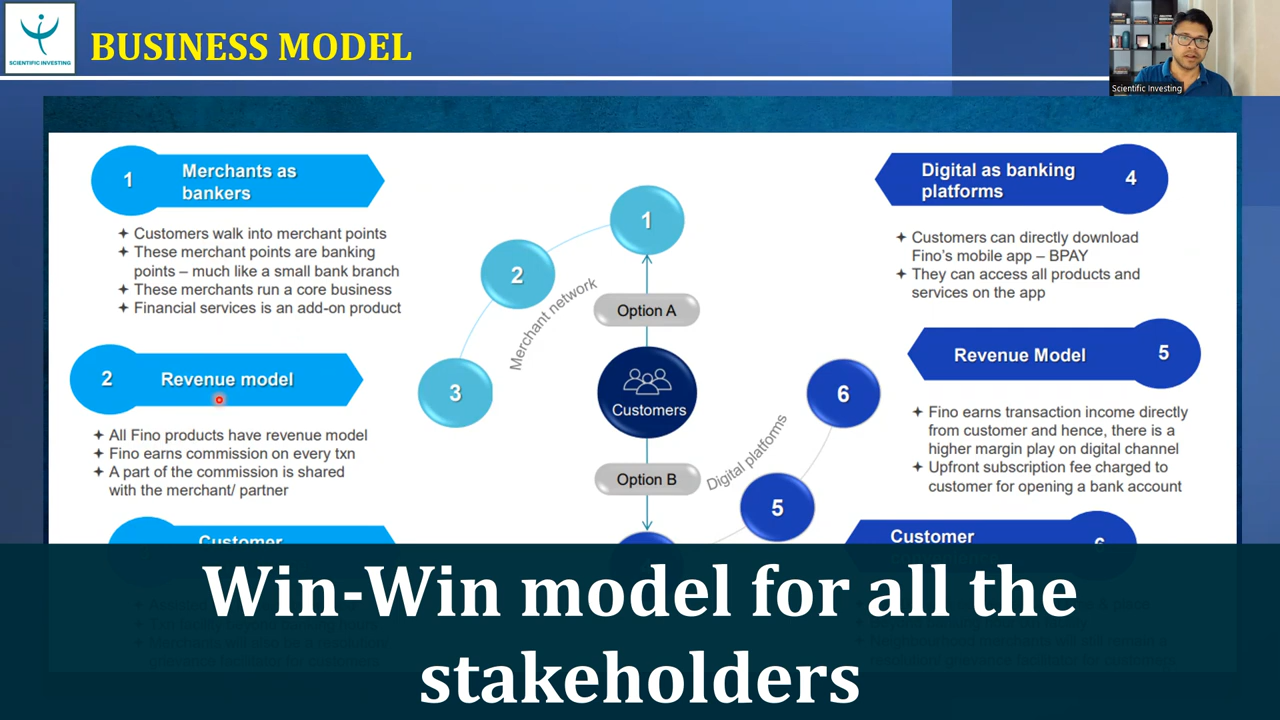 SCIENTIFIC INVESTING
BUSINESS MODEL
Scientific Investing
1
Merchants as
bankers
Customers walk into merchant points
These merchant points are banking
points – much like a small bank branch
These merchants run a core business
Financial services is an add-on product
2
Revenue model
All Fino products have revenue model
Fino earns commission on every txn
A part of the commission is shared
with the merchant/ partner
Customer
1
2
3
Merchant network
Option A
Customers
Option B
Digital platforms
6
5
Digital as banking
platforms
4
Customers can directly download
Fino's mobile app – BPAY
They can access all products and
services on the app
Revenue Model
5
Fino earns transaction income directly
from customer and hence, there is a
higher margin play on digital channel
Upfront subscription fee charged to
customer for opening a bank account
Customer
6
Win-Win model for all the
stakeholders